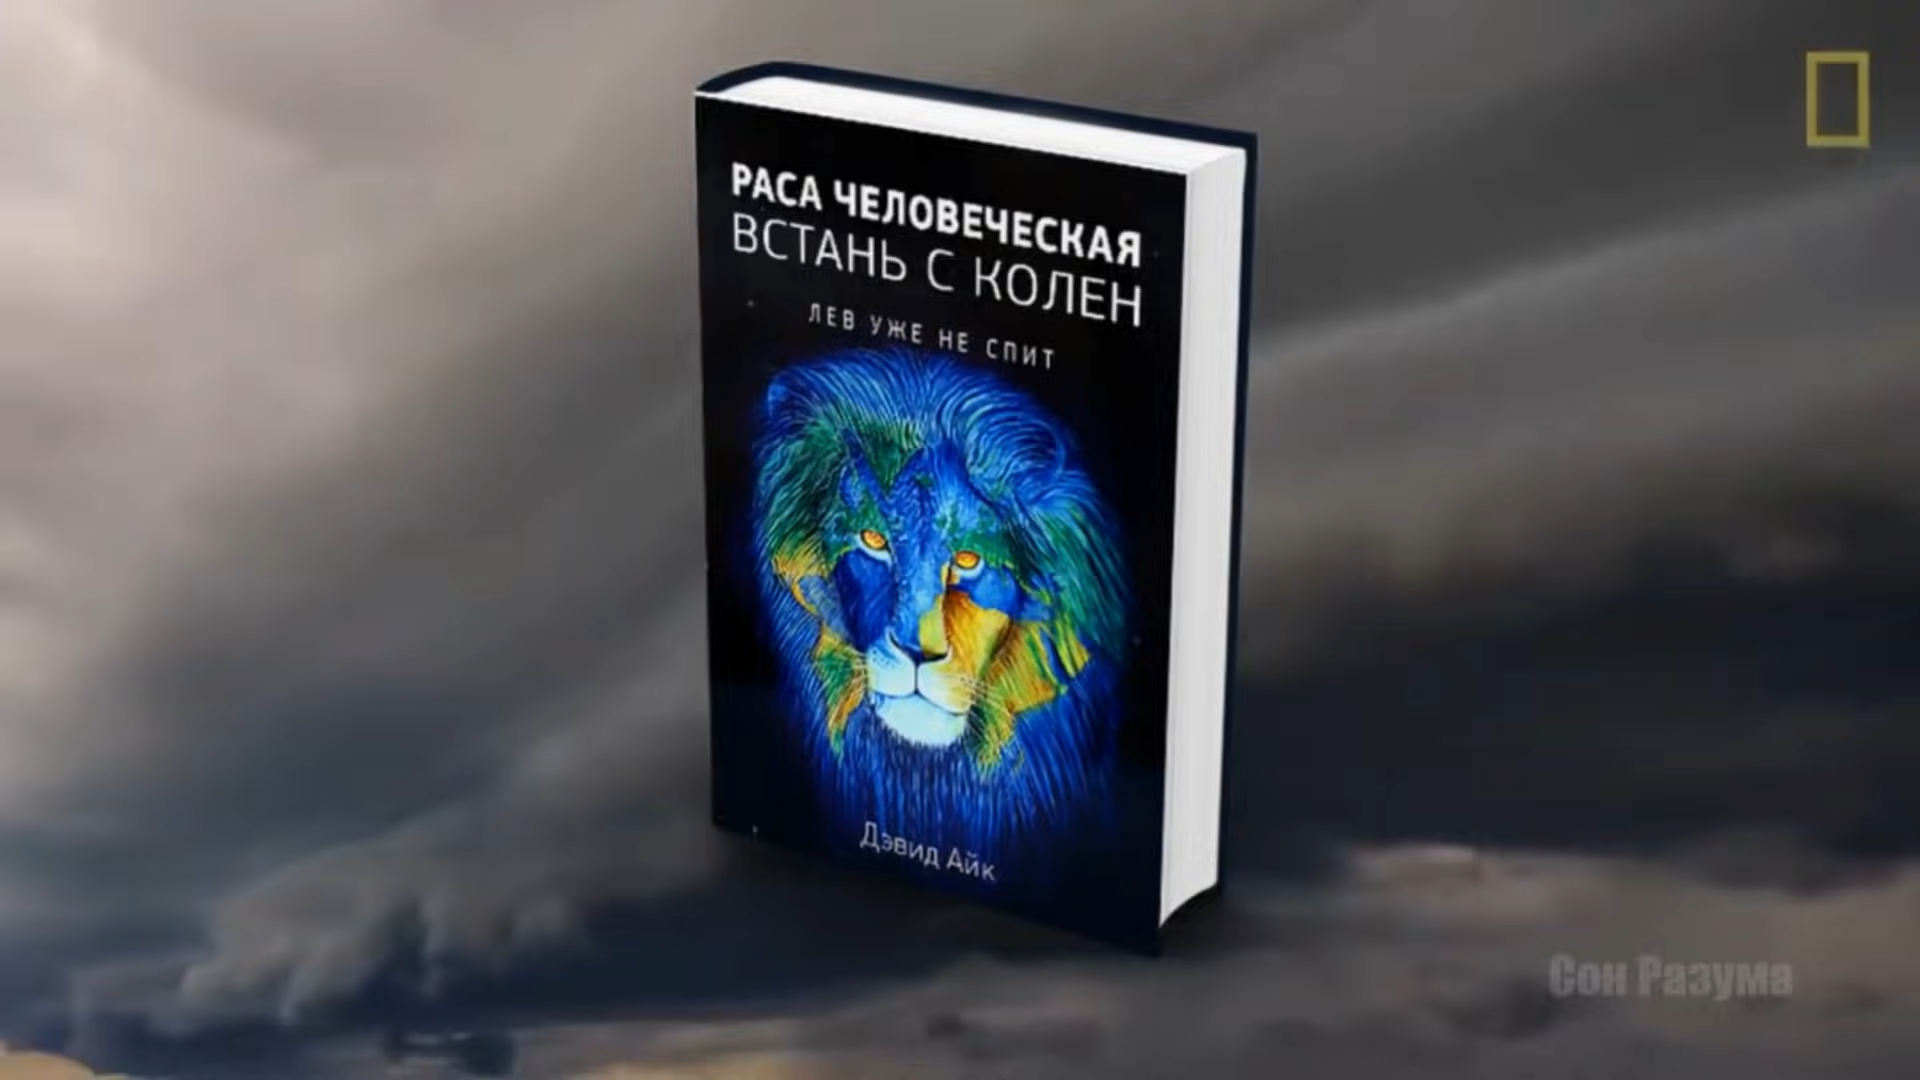 РАСА ЧЕЛОВЕЧЕСКАЯ
ВСТАНЬ С КОЛЕН
ЛЕВ УЖЕ НЕ СПИТ
Дэвид Айк
Сон Разума